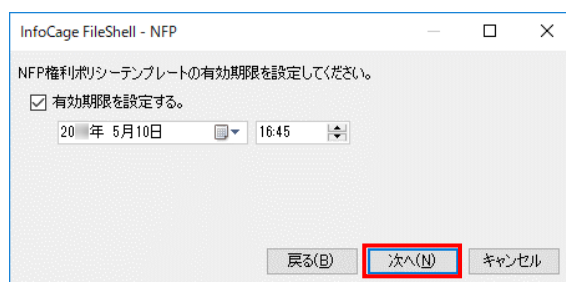 InfoCage FileShell - NFP
NFP権利ポリシーテンプレートの有効期限を設定してください。
有効期限を設定する。
20 年 5月10日 16:45
戻る(B) 次へ(N) キャンセル